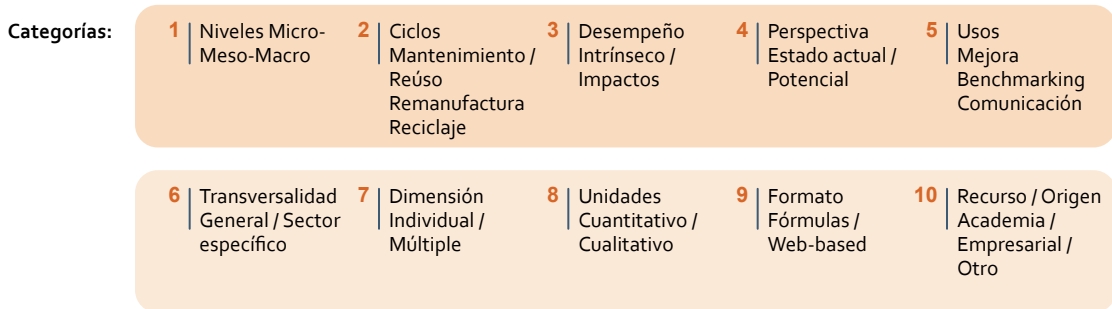 Categorías:
1 Niveles Micro-
Meso-Macro
2 Ciclos
Mantenimiento /
Reúso
Remanufactura
Reciclaje
3 Desempeño
Intrínseco /
Impactos
4 Perspectiva
Estado actual /
Potencial
5 Usos
Mejora
Benchmarking
Comunicación
6 Transversalidad
General / Sector
específico
7 Dimensión
Individual /
Múltiple
8 Unidades
Cuantitativo /
Cualitativo
9 Formato
Fórmulas /
Web-based
10 Recurso / Origen
Academia /
Empresarial /
Otro